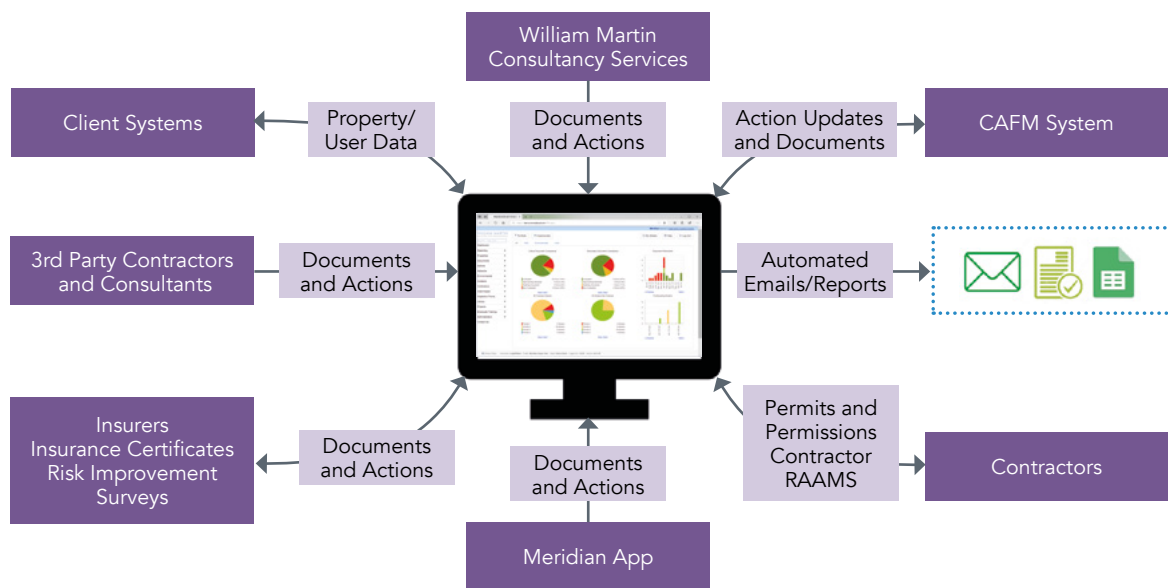 William Martin
Consultancy Services
Client Systems
Property/
User Data
Documents
and Actions
Action Updates
and Documents
CAFM System
3rd Party Contractors
and Consultants
Documents
and Actions
Automated
Emails/Reports
Insurers
Insurance Certificates
Risk Improvement
Surveys
Documents
and Actions
Documents
and Actions
Permits and
Permissions
Contractor
RAAMS
Contractors
Meridian App